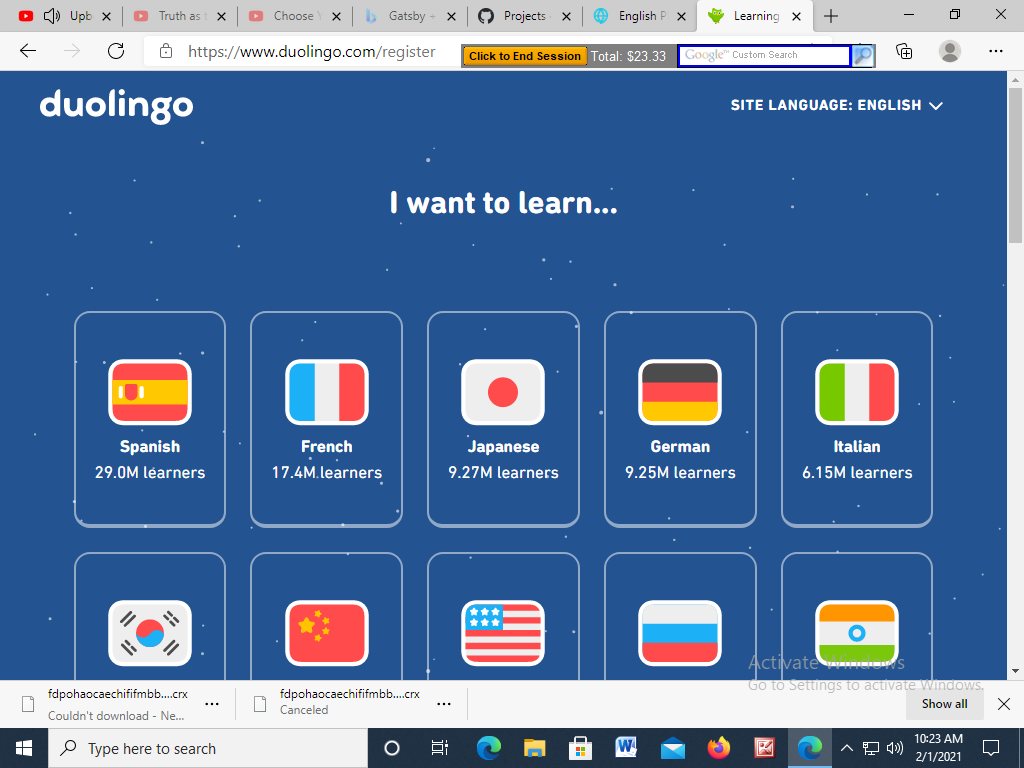 Upb
Truth as
Choose Y
Gatsby +
Projects
English P
Learning
https://www.duolingo.com/register
Click to End Session
Total: $23.33
Google™ Custom Search
duolingo
SITE LANGUAGE: ENGLISH
I want to learn...
Spanish
29.0M learners
French
17.4M learners
Japanese
9.27M learners
German
9.25M learners
Italian
6.15M learners
Activate Windows
Go to Settings to activate Windows.
fdpohaocaechififmbb....crx
Couldn't download - Ne...
fdpohaocaechififmbb....crx
Canceled
Show all
Type here to search
10:23 AM
2/1/2021